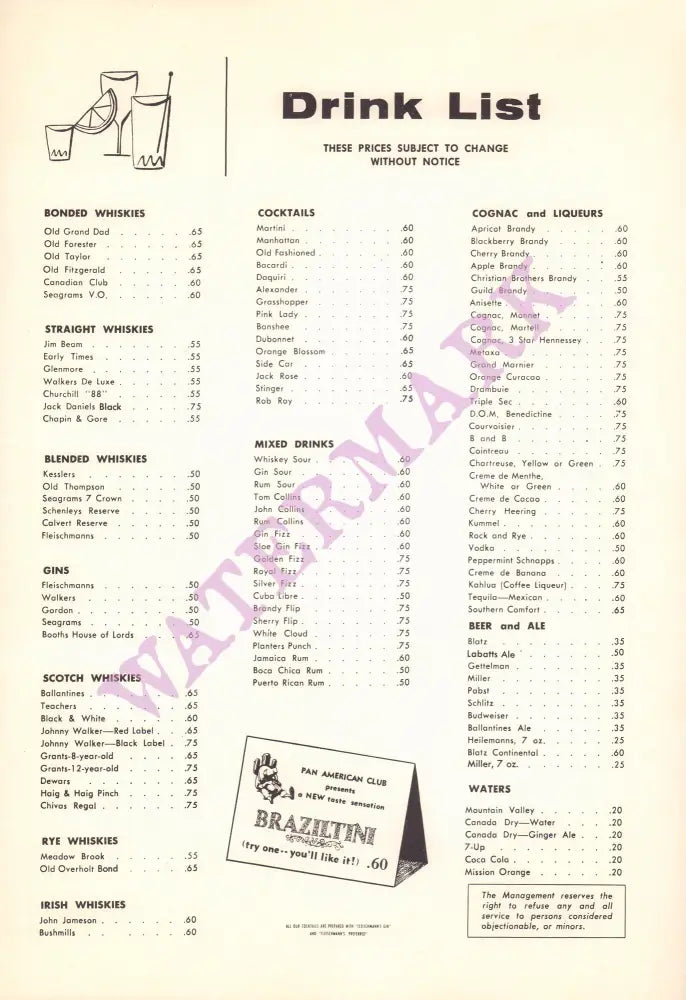 Drink List
THESE PRICES SUBJECT TO CHANGE
WITHOUT NOTICE
BONDED WHISKIES
Old Grand Dad . . . . . .65
Old Forester . . . . . .65
Old Taylor . . . . . .65
Old Fitzgerald . . . . . .65
Canadian Club . . . . . .60
Seagrams V.O. . . . . . .60
STRAIGHT WHISKIES
Jim Beam . . . . . . .55
Early Times . . . . . . .55
Glenmore . . . . . . .55
Walkers De Luxe . . . . . .55
Churchill "88" . . . . . .55
Jack Daniels Black . . . . .75
Chapin & Gore . . . . . .55
BLENDED WHISKIES
Kesslers . . . . . . .50
Old Thompson . . . . . .50
Seagrams 7 Crown . . . . .50
Schenleys Reserve . . . . .50
Calvert Reserve . . . . . .50
Fleischmanns . . . . . .50
GINS
Fleischmanns . . . . . .50
Walkers . . . . . . .50
Gordon . . . . . . . .50
Seagrams . . . . . . .50
Booths House of Lords . . . .65
SCOTCH WHISKIES
Ballantines . . . . . . .65
Teachers . . . . . . .65
Black & White . . . . . .60
Johnny Walker—Red Label . . .65
Johnny Walker—Black Label . .75
Grants-8-year-old . . . . .65
Grants-12-year-old . . . . .75
Dewars . . . . . . .65
Haig & Haig Pinch . . . . .75
Chivas Regal . . . . . .75
RYE WHISKIES
Meadow Brook . . . . . .55
Old Overholt Bond . . . . .65
IRISH WHISKIES
John Jameson . . . . . .60
Bushmills . . . . . . .60
COCKTAILS
Martini . . . . . . . .60
Manhattan . . . . . . .60
Old Fashioned . . . . . .60
Bacardi . . . . . . . .60
Daquiri . . . . . . . .60
Alexander . . . . . . .75
Grasshopper . . . . . .75
Pink Lady . . . . . . .75
Banshee . . . . . . .75
Dubonnet . . . . . . .60
Orange Blossom . . . . . .65
Side Car . . . . . . .65
Jack Rose . . . . . . .60
Stinger . . . . . . . .65
Rob Roy . . . . . . .75
MIXED DRINKS
Whiskey Sour . . . . . .60
Gin Sour . . . . . . .60
Rum Sour . . . . . . .60
Tom Collins . . . . . . .60
John Collins . . . . . . .60
Rum Collins . . . . . . .60
Gin Fizz . . . . . . .60
Sloe Gin Fizz . . . . . .60
Golden Fizz . . . . . . .75
Royal Fizz . . . . . . .75
Silver Fizz . . . . . . .75
Cuba Libre . . . . . . .50
Brandy Flip . . . . . . .75
Sherry Flip . . . . . . .75
White Cloud . . . . . .75
Planters Punch . . . . . .75
Jamaica Rum . . . . . .60
Boca Chica Rum . . . . . .50
Puerto Rican Rum . . . . . .50
PAN AMERICAN CLUB
presents
a NEW taste sensation
BRAZILTINI
(try one--you'll like it!) .60
ALL OUR COCKTAILS ARE PREPARED WITH "FLEISCHMANN'S GIN"
AND "FLEISCHMANN'S PREFERRED"
COGNAC and LIQUEURS
Apricot Brandy . . . . . .60
Blackberry Brandy . . . . .60
Cherry Brandy . . . . . .60
Apple Brandy . . . . . .60
Christian Brothers Brandy . . .55
Guild Brandy . . . . . .50
Anisette . . . . . . .60
Cognac, Monnet . . . . . .75
Cognac, Martell . . . . . .75
Cognac, 3 Star Hennessey . . .75
Metaxa . . . . . . .75
Grand Marnier . . . . . .75
Orange Curacao . . . . . .75
Drambuie . . . . . . .75
Triple Sec . . . . . . .60
D.O.M. Benedictine . . . . .75
Courvoisier . . . . . . .75
B and B . . . . . . .75
Cointreau . . . . . . .75
Chartreuse, Yellow or Green . .75
Creme de Menthe,
White or Green . . . . .60
Creme de Cocoa . . . . . .60
Cherry Heering . . . . . .75
Kummel . . . . . . . .60
Rock and Rye . . . . . .60
Vodka . . . . . . . .50
Peppermint Schnapps . . . . .60
Creme de Banana . . . . .60
Kahlua (Coffee Liqueur) . . . .75
Tequila—Mexican . . . . . .60
Southern Comfort . . . . . .65
BEER and ALE
Blatz . . . . . . . .35
Labatts Ale . . . . . . .50
Gettelman . . . . . . .35
Miller . . . . . . . .35
Pabst . . . . . . . .35
Schlitz . . . . . . . .35
Budweiser . . . . . . .35
Ballantines Ale . . . . . .35
Heilemanns, 7 oz. . . . . .25
Blatz Continental . . . . . .60
Miller, 7 oz. . . . . . .25
WATERS
Mountain Valley . . . . . .20
Canada Dry—Water . . . . .20
Canada Dry—Ginger Ale . . . .20
7-Up . . . . . . . .20
Coca Cola . . . . . . .20
Mission Orange . . . . . .20
The Management reserves the
right to refuse any and all
service to persons considered
objectionable, or minors.
WATERMARK